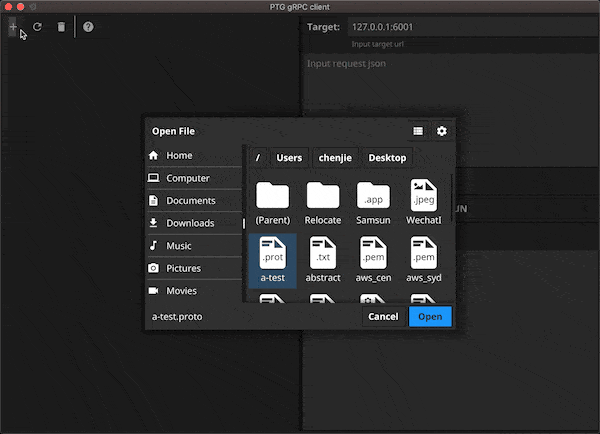 PTG gRPC client
Target: 127.0.0.1:6001
Input target url
Input request json
Open File
Home
Computer
Documents
Downloads
Music
Pictures
Movies
/ Users chenjie Desktop
.app .jpeg
(Parent) Relocate Samsun WechatI
.prot .txt .pem .pem
a-test abstract aws_cen aws_syd
UN
a-test.proto
Cancel Open